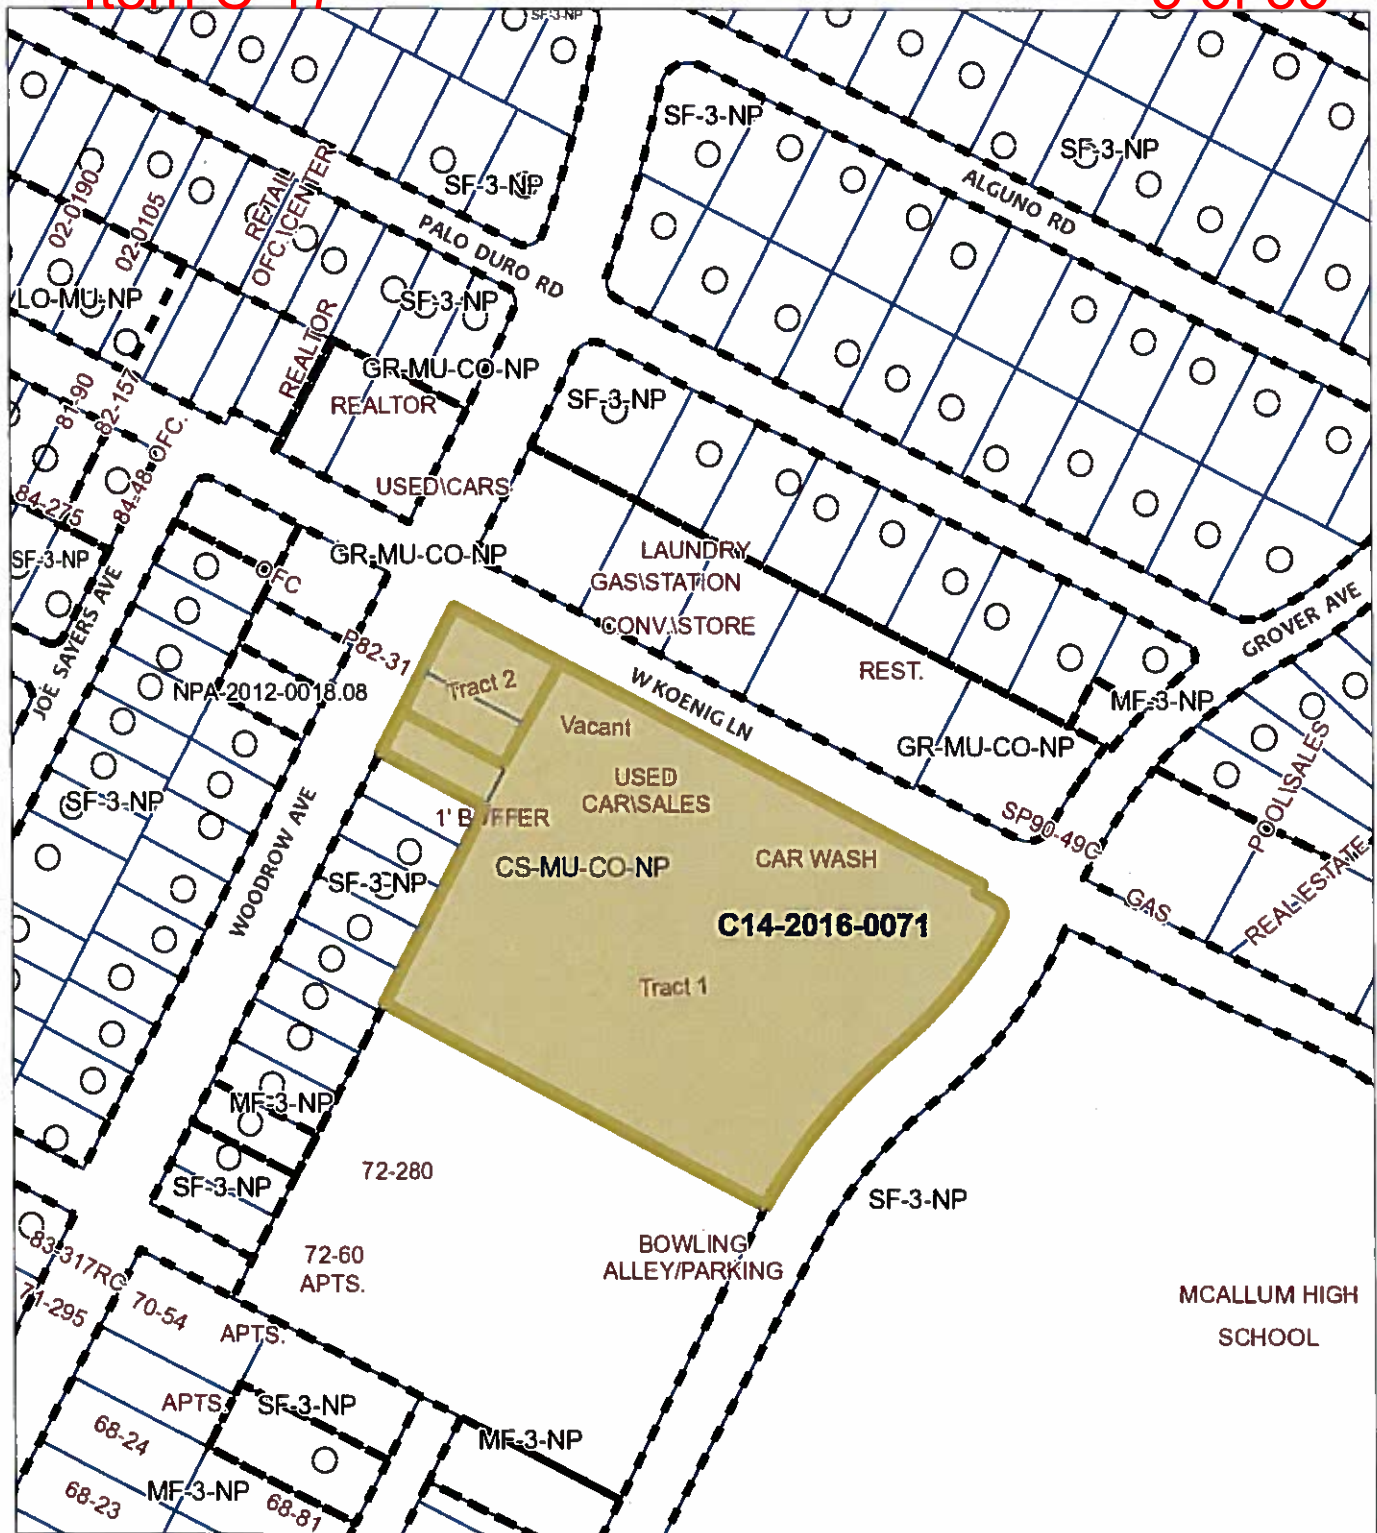 SF-3-NP
SF-3-NP
SF-3-NP
SF-3-NP
ALGUNO RD
PALO DURO RD
02-0190
02-0105
RETAIL
OFC.\CENTER
LO-MU-NP
SF-3-NP
REALTOR
GR-MU-CO-NP
REALTOR
SF-3-NP
81-90
82-157
84-48
OFC.
84-275
USED\CARS
SF-3-NP
OFC
GR-MU-CO-NP
LAUNDRY
GAS\STATION
CONV.\STORE
GROVER AVE
JOE SAYERS AVE
P82-31
NPA-2012-0018.08
Tract 2
W KOENIG LN
REST.
MF-3-NP
Vacant
GR-MU-CO-NP
USED
CAR\SALES
POOL\SALES
SF-3-NP
1' BUFFER
SP90-49C
WOODROW AVE
SF-3-NP
CS-MU-CO-NP
CAR WASH
REAL\ESTATE
GAS
C14-2016-0071
Tract 1
MF-3-NP
72-280
SF-3-NP
SF-3-NP
83-317RC
72-60
APTS.
BOWLING
ALLEY/PARKING
71-295
70-54
APTS.
MCALLUM HIGH
SCHOOL
APTS.
SF-3-NP
68-24
MF-3-NP
68-23
MF-3-NP
68-81